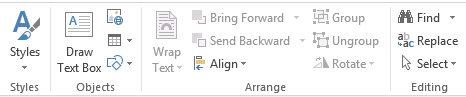 Styles
Styles
Draw
Text Box
Objects
Wrap
Text
Bring Forward
Send Backward
Align
Group
Ungroup
Rotate
Arrange
Find
Replace
Select
Editing